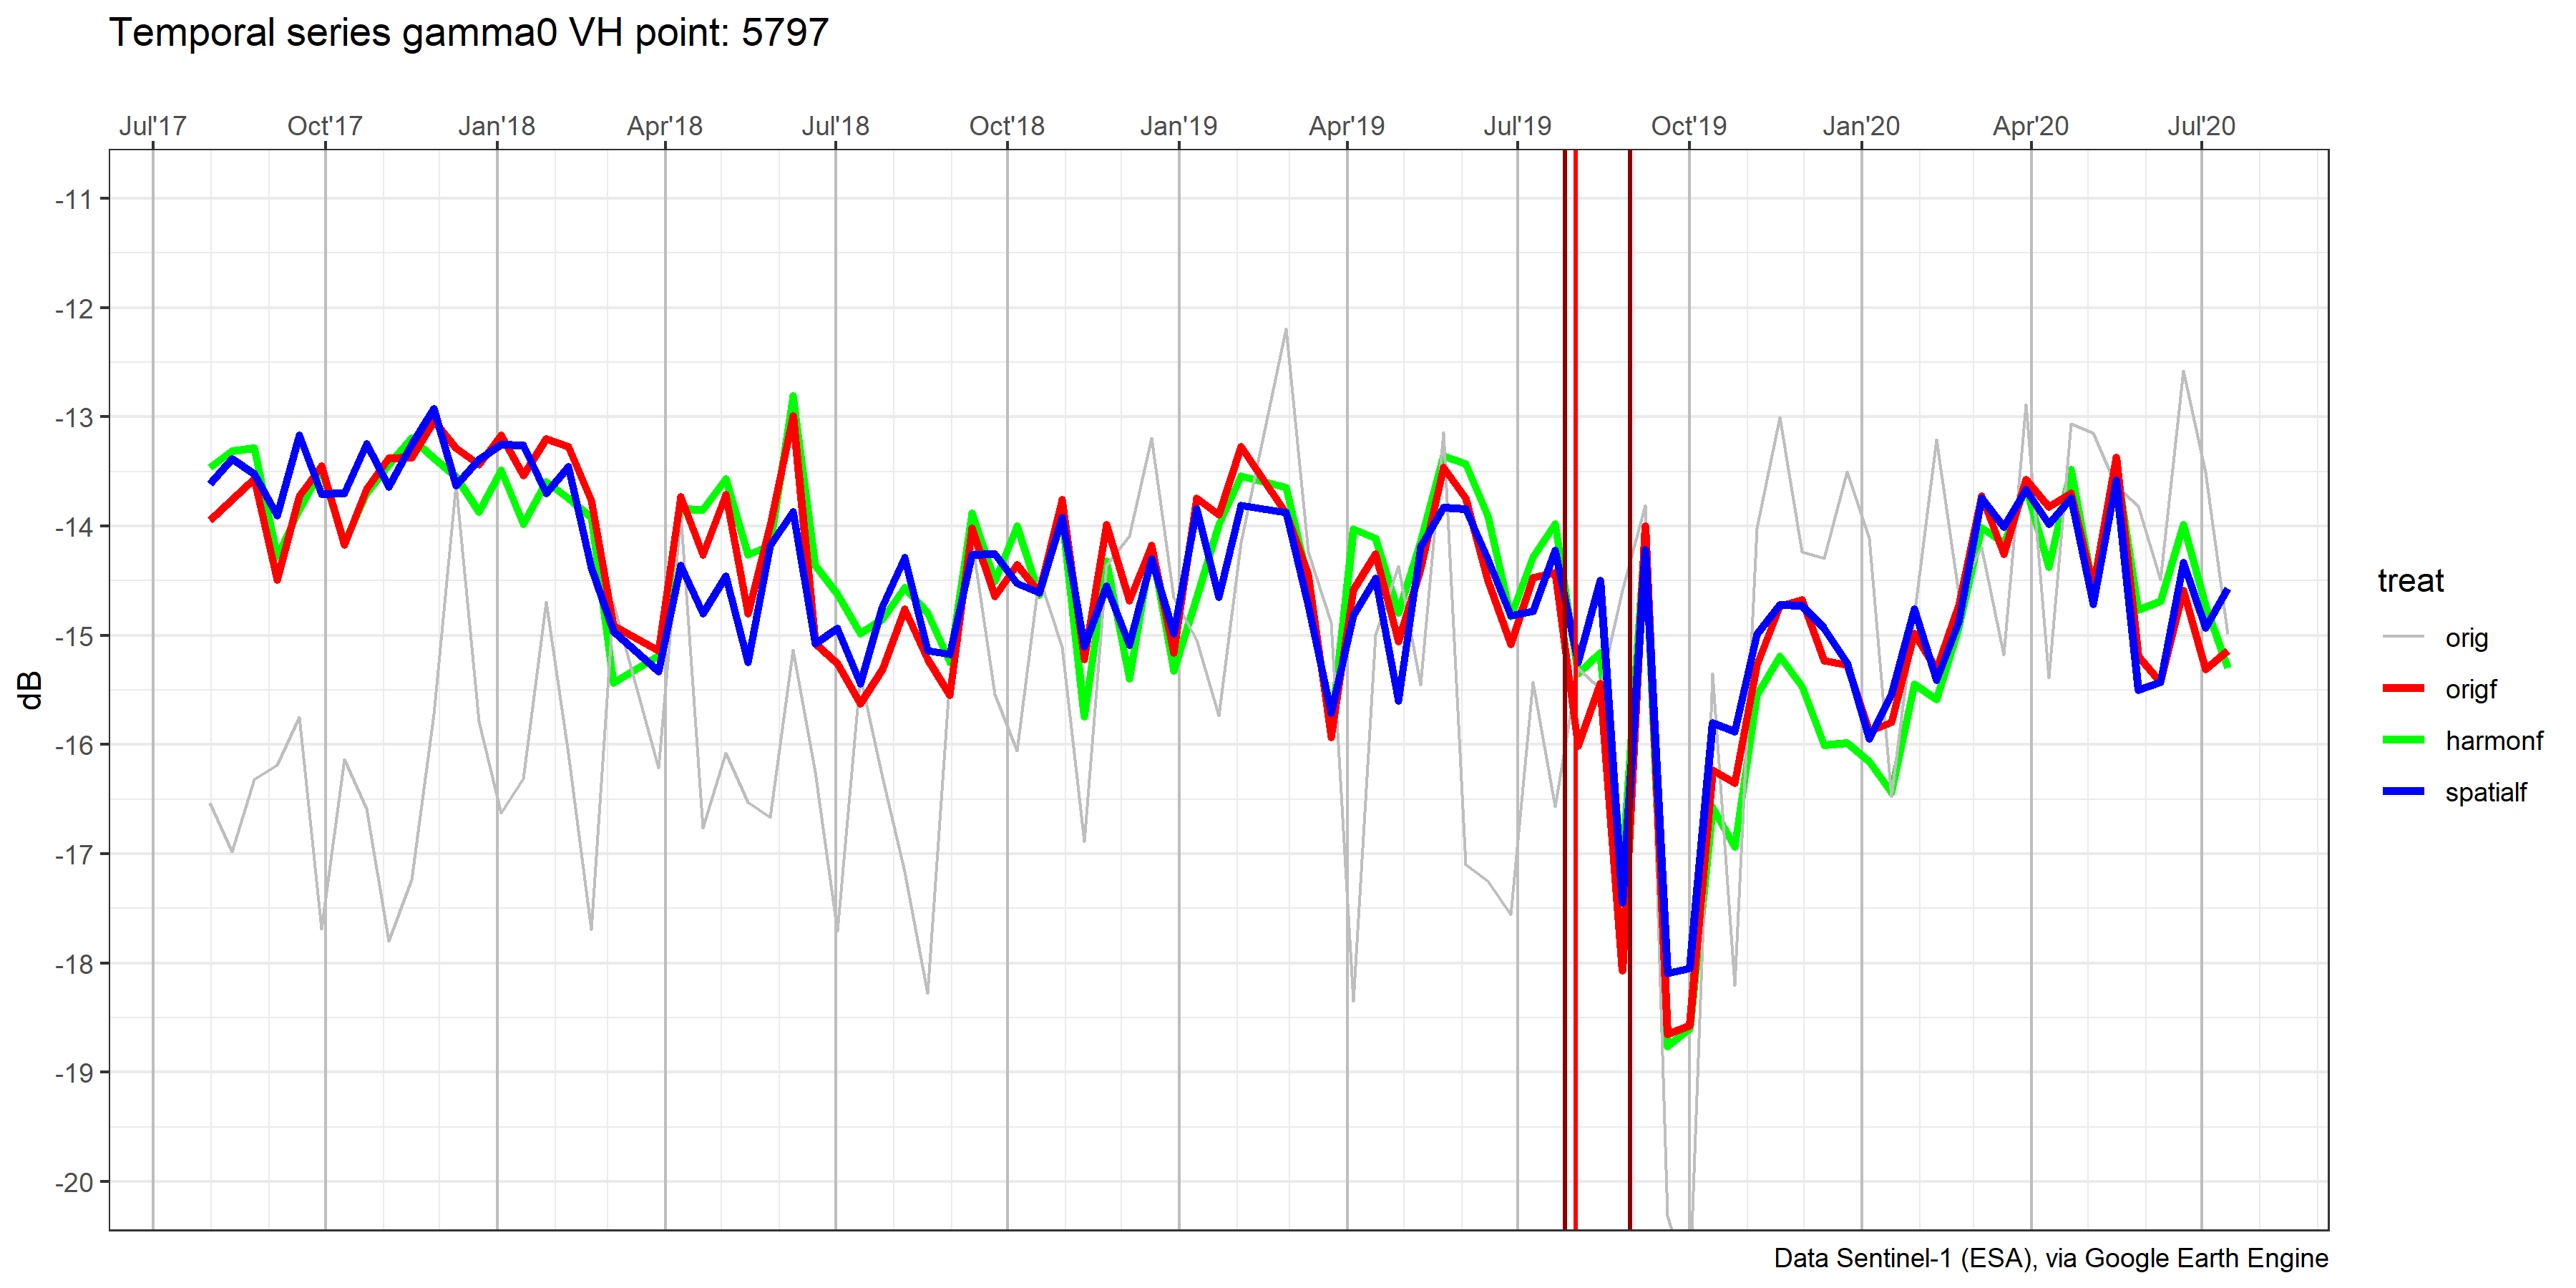 Temporal series gamma0 VH point: 5797
Jul'17 Oct'17 Jan'18 Apr'18 Jul'18 Oct'18 Jan'19 Apr'19 Jul'19 Oct'19 Jan'20 Apr'20 Jul'20
-11
-12
-13
-14
-15
-16
-17
-18
-19
-20
dB
treat
orig
origf
harmonf
spatialf
Data Sentinel-1 (ESA), via Google Earth Engine